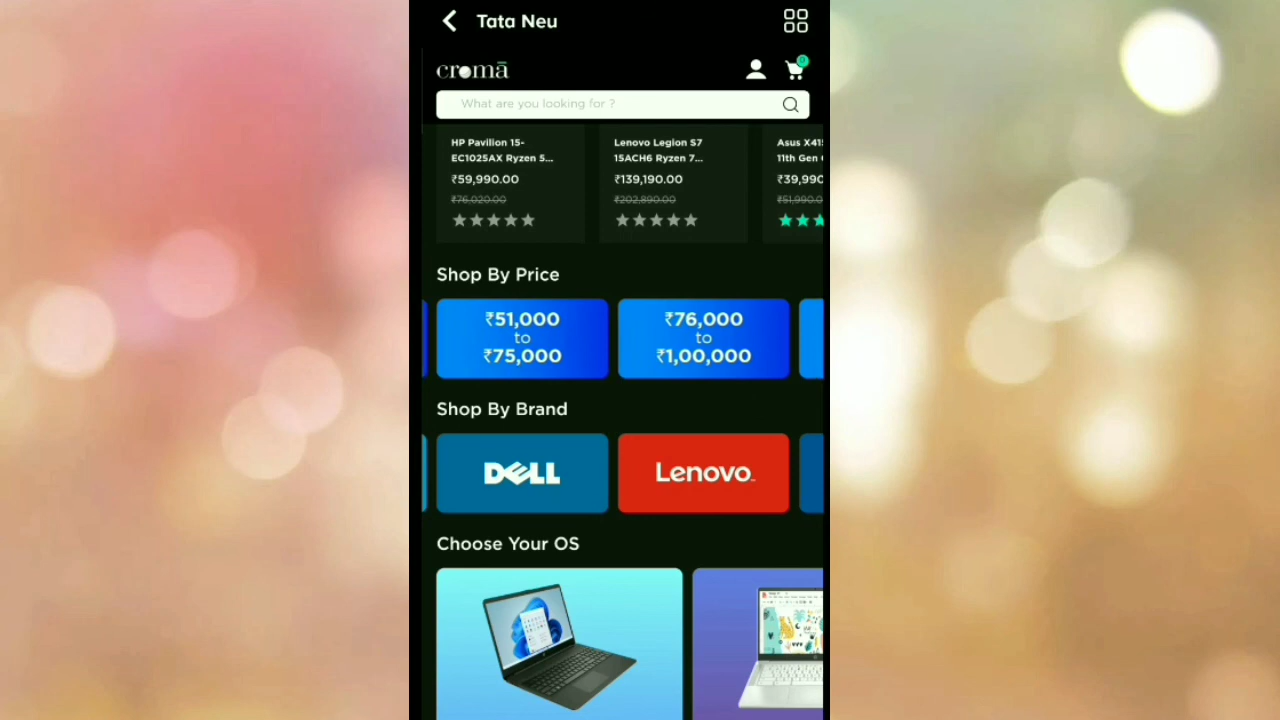 Tata Neu
cromā
0
What are you looking for ?
HP Pavilion 15-
EC1025AX Ryzen 5...
₹59,990.00
₹76,020.00
Lenovo Legion S7
15ACH6 Ryzen 7...
₹139,190.00
₹202,890.00
Asus X41
11th Gen
₹39,990
₹51,990.0
Shop By Price
₹51,000
to
₹75,000
₹76,000
to
₹1,00,000
Shop By Brand
DELL
Lenovo
Choose Your OS